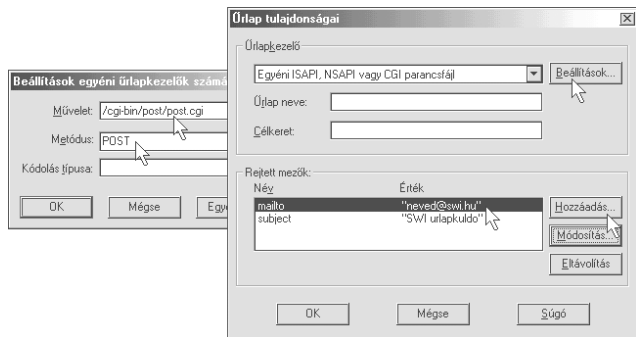 Űrlap tulajdonságai
Űrlapkezelő
Egyéni ISAPI, NSAPI vagy CGI parancsfájl
Beállítások...
Űrlap neve:
Célkeret:
Rejtett mezők:
Név Érték
mailto "neved@swi.hu"
subject "SWI urlapkuldo"
Hozzáadás...
Módosítás...
Eltávolítás
OK Mégse Súgó
Beállítások egyéni űrlapkezelők számá
Művelet: /cgi-bin/post/post.cgi
Metódus: POST
Kódolás típusa:
OK Mégse Egy